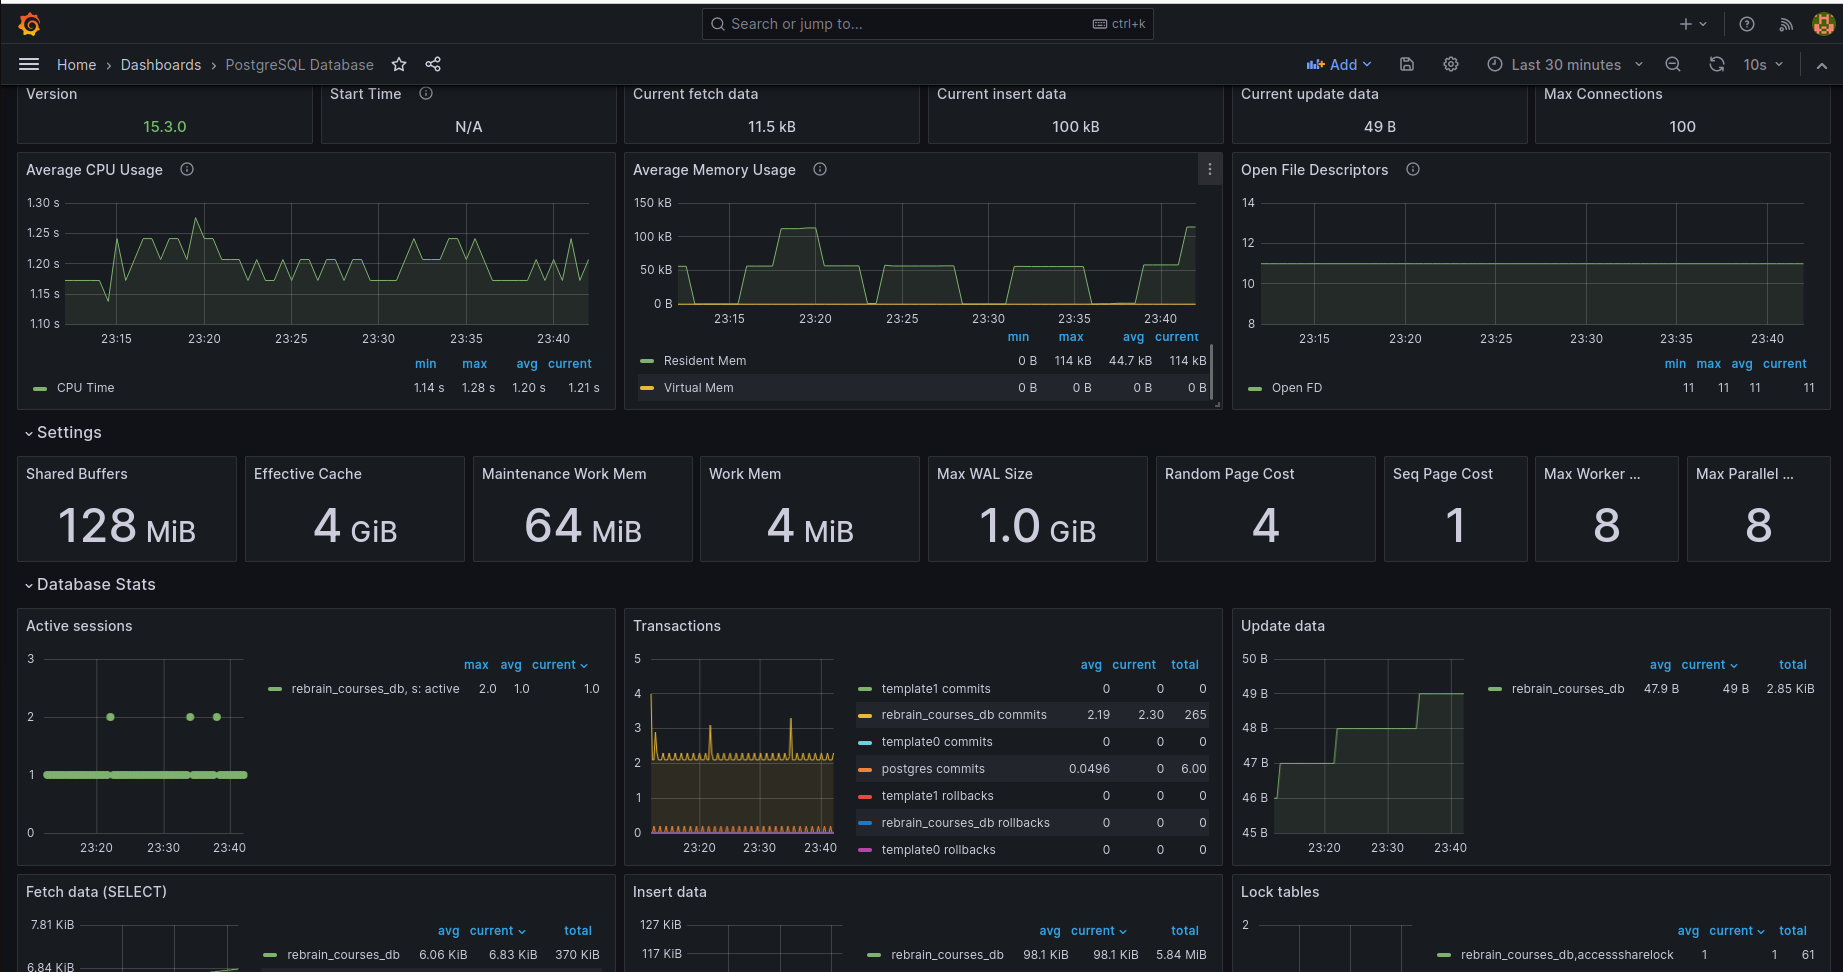 Search or jump to... ctrl+k
Home › Dashboards › PostgreSQL Database
Add Last 30 minutes 10s
Version
15.3.0
Start Time
N/A
Current fetch data
11.5 kB
Current insert data
100 kB
Current update data
49 B
Max Connections
100
Average CPU Usage
1.30 s
1.25 s
1.20 s
1.15 s
1.10 s
23:15 23:20 23:25 23:30 23:35 23:40
min max avg current
CPU Time 1.14 s 1.28 s 1.20 s 1.21 s
Average Memory Usage
150 kB
100 kB
50 kB
0 B
23:15 23:20 23:25 23:30 23:35 23:40
min max avg current
Resident Mem 0 B 114 kB 44.7 kB 114 kB
Virtual Mem 0 B 0 B 0 B 0 B
Open File Descriptors
14
12
10
8
23:15 23:20 23:25 23:30 23:35 23:40
min max avg current
Open FD 11 11 11 11
Settings
Shared Buffers
128 MiB
Effective Cache
4 GiB
Maintenance Work Mem
64 MiB
Work Mem
4 MiB
Max WAL Size
1.0 GiB
Random Page Cost
4
Seq Page Cost
1
Max Worker ...
8
Max Parallel ...
8
Database Stats
Active sessions
3
2
1
0
23:20 23:30 23:40
max avg current
rebrain_courses_db, s: active 2.0 1.0 1.0
Transactions
5
4
3
2
1
0
23:20 23:30 23:40
avg current total
template1 commits 0 0 0
rebrain_courses_db commits 2.19 2.30 265
template0 commits 0 0 0
postgres commits 0.0496 0 6.00
template1 rollbacks 0 0 0
rebrain_courses_db rollbacks 0 0 0
template0 rollbacks 0 0 0
Update data
50 B
49 B
48 B
47 B
46 B
45 B
23:20 23:30 23:40
avg current total
rebrain_courses_db 47.9 B 49 B 2.85 KiB
Fetch data (SELECT)
7.81 KiB
6.84 KiB
avg current total
rebrain_courses_db 6.06 KiB 6.83 KiB 370 KiB
Insert data
127 KiB
117 KiB
avg current total
rebrain_courses_db 98.1 KiB 98.1 KiB 5.84 MiB
Lock tables
2
avg current total
rebrain_courses_db,accesssharelock 1 1 61